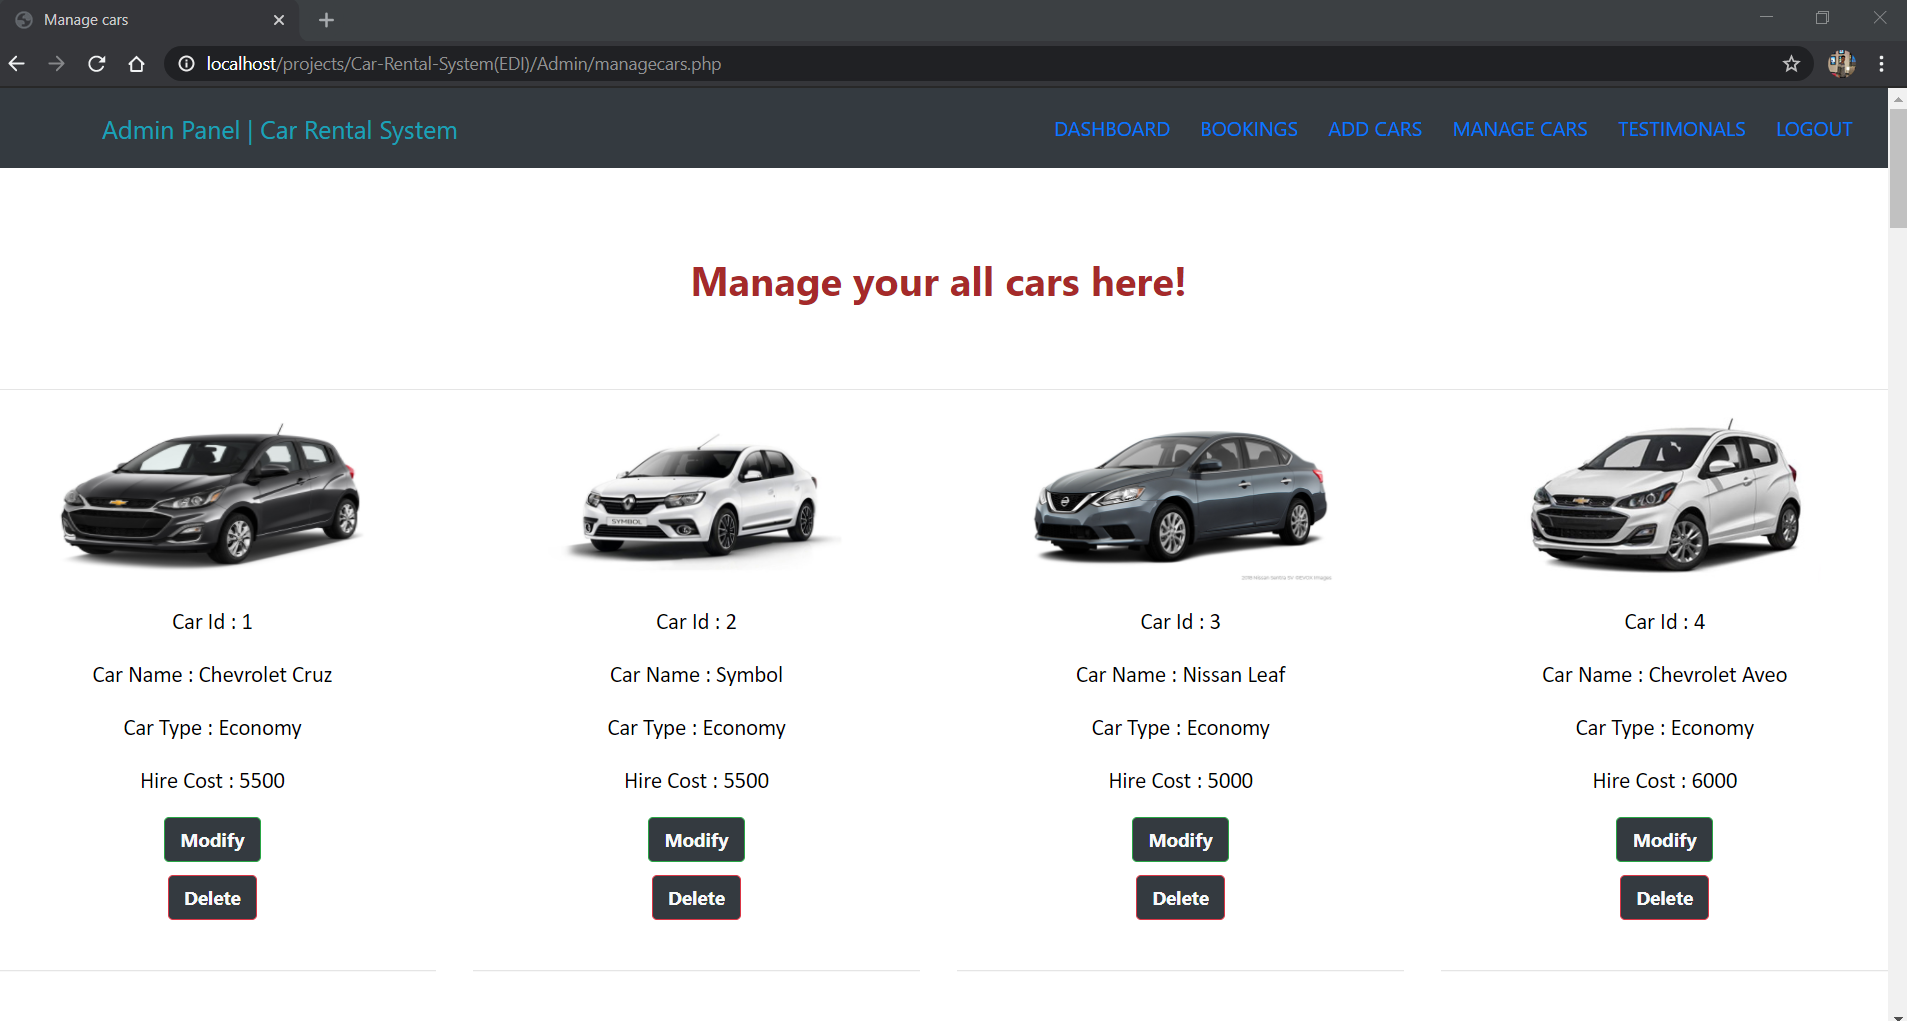 Manage cars
localhost/projects/Car-Rental-System(EDI)/Admin/managecars.php
Admin Panel | Car Rental System
DASHBOARD BOOKINGS ADD CARS MANAGE CARS TESTIMONALS LOGOUT
Manage your all cars here!
SYMBOL
Car Id : 1 Car Id : 2 Car Id : 3 Car Id : 4
Car Name : Chevrolet Cruz Car Name : Symbol Car Name : Nissan Leaf Car Name : Chevrolet Aveo
Car Type : Economy Car Type : Economy Car Type : Economy Car Type : Economy
Hire Cost : 5500 Hire Cost : 5500 Hire Cost : 5000 Hire Cost : 6000
Modify Modify Modify Modify
Delete Delete Delete Delete